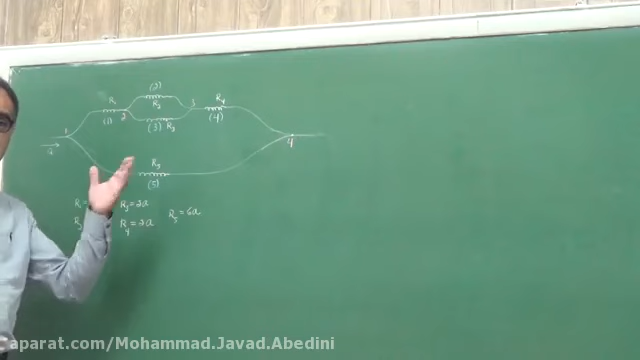 (2)
R₁ R₂ R₄
(1) 2 (3) R₃ 3 (4)
1 4
R₅
(5)
R₁= R₃=2a R₅=6a
R₄=2a
aparat.com/Mohammad.Javad.Abedini